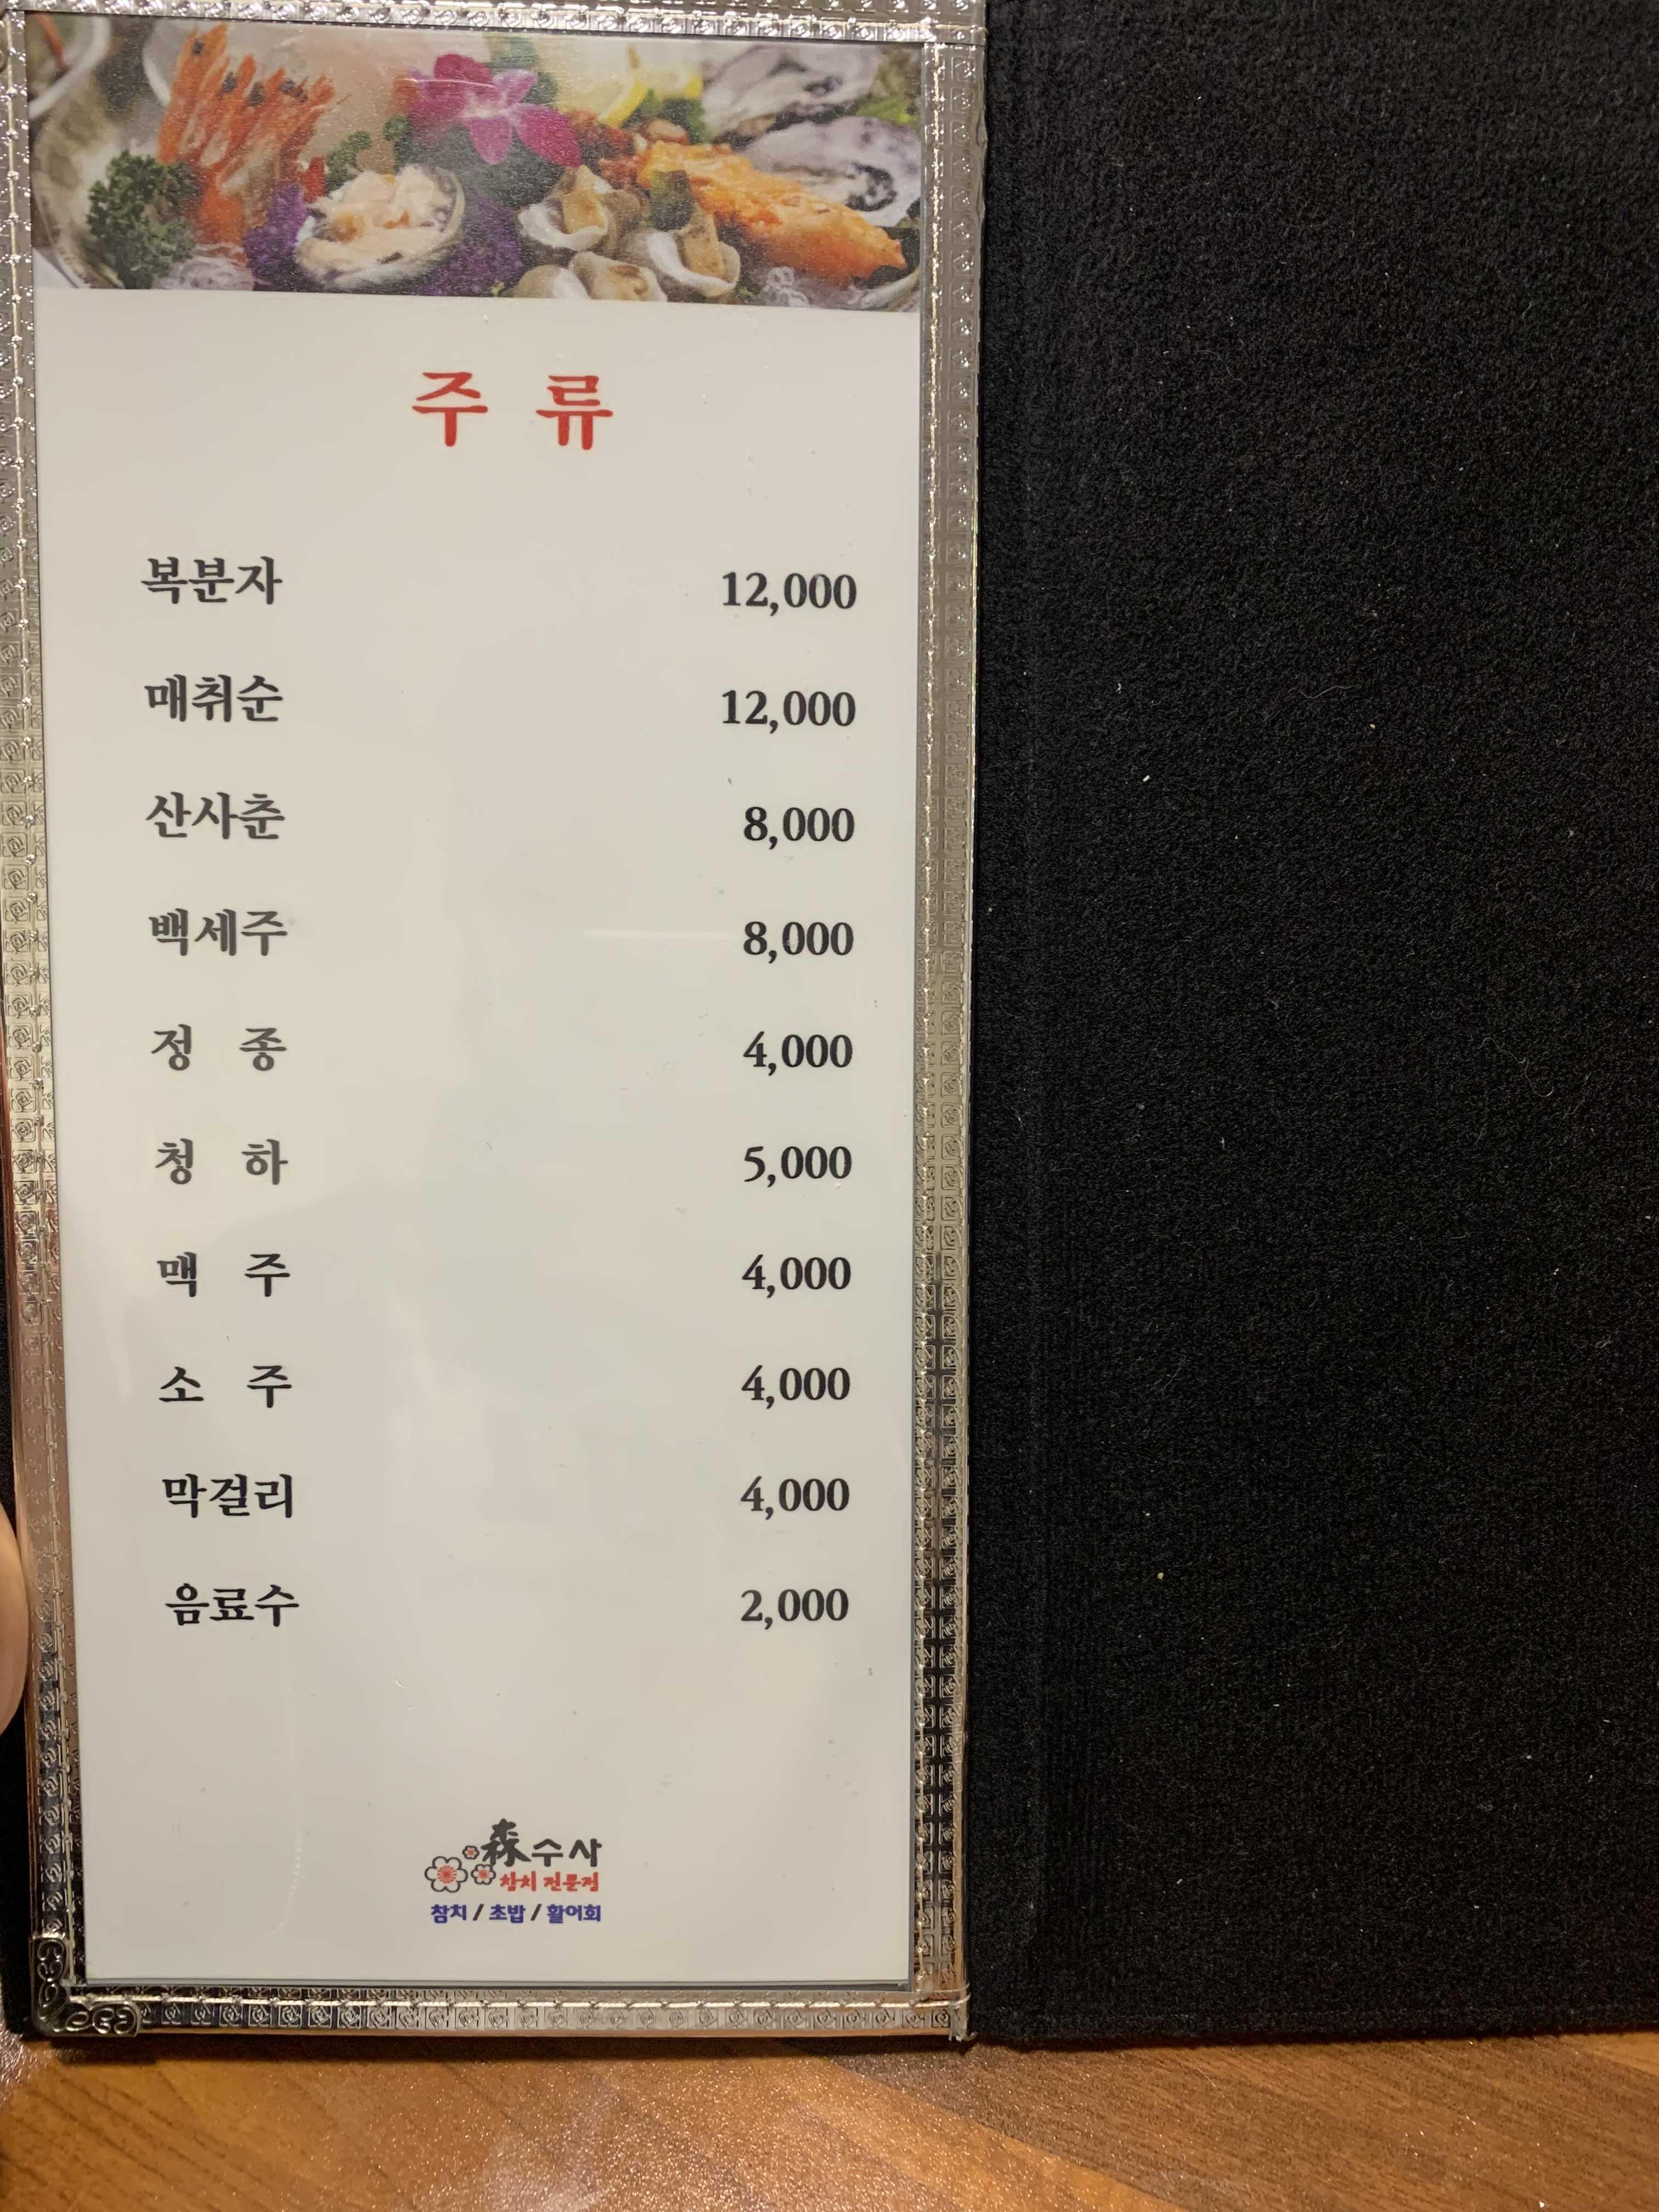 주 류
복분자 12,000
매취순 12,000
산사춘 8,000
백세주 8,000
정 종 4,000
청 하 5,000
맥 주 4,000
소 주 4,000
막걸리 4,000
음료수 2,000
森수사
참치 전문점
참치 / 초밥 / 활어회